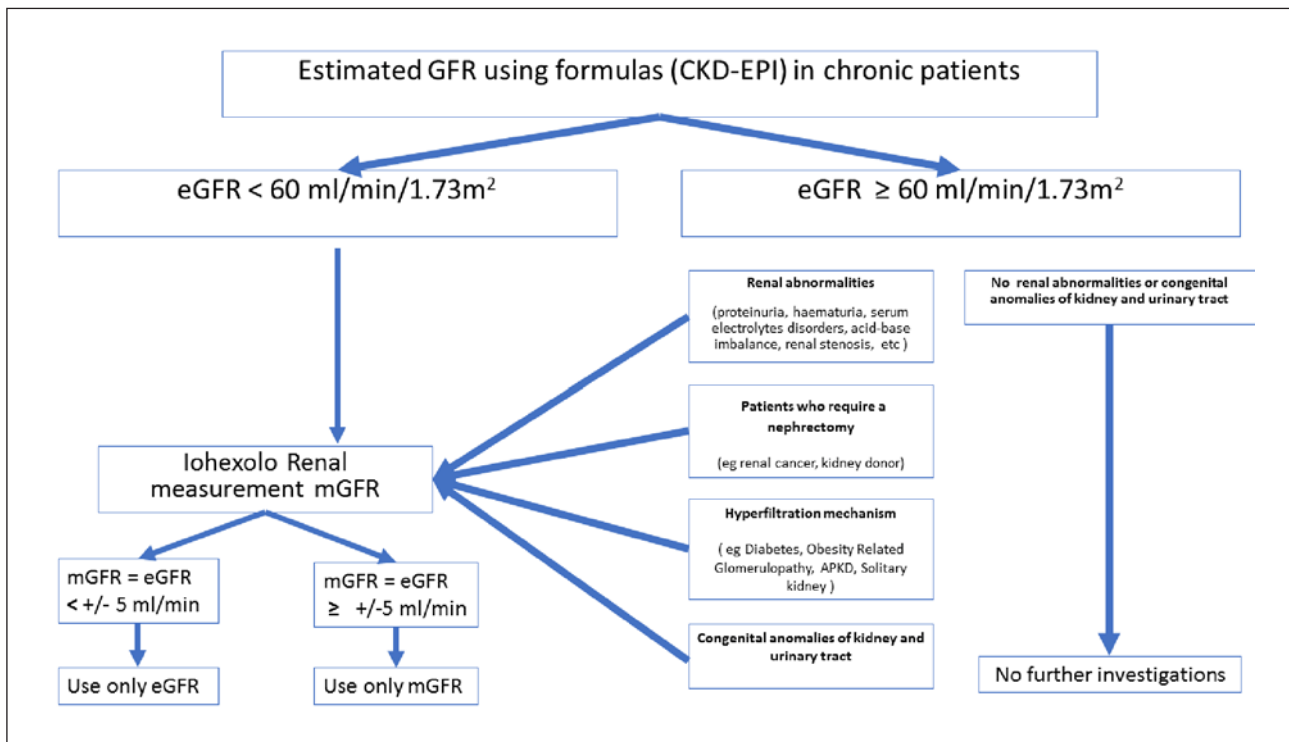 Estimated GFR using formulas (CKD-EPI) in chronic patients
eGFR < 60 ml/min/1.73m²
eGFR ≥ 60 ml/min/1.73m²
Renal abnormalities
(proteinuria, haematuria, serum
electrolytes disorders, acid-base
imbalance, renal stenosis, etc )
No renal abnormalities or congenital
anomalies of kidney and urinary tract
Patients who require a
nephrectomy
(eg renal cancer, kidney donor)
Iohexolo Renal
measurement mGFR
Hyperfiltration mechanism
( eg Diabetes, Obesity Related
Glomerulopathy, APKD, Solitary
kidney )
mGFR = eGFR
< +/- 5 ml/min
mGFR = eGFR
≥ +/-5 ml/min
Congenital anomalies of kidney and
urinary tract
Use only eGFR
Use only mGFR
No further investigations